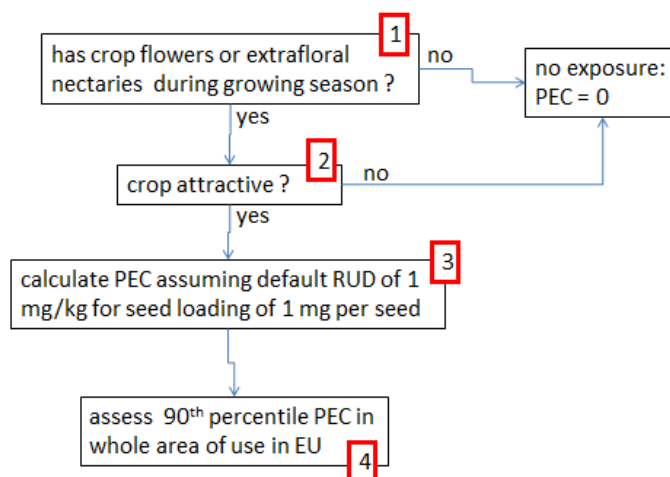 1
has crop flowers or extrafloral
nectaries during growing season ?
no
no exposure:
PEC = 0
yes
2
crop attractive ?
no
yes
3
calculate PEC assuming default RUD of 1
mg/kg for seed loading of 1 mg per seed
assess 90th percentile PEC in
whole area of use in EU
4